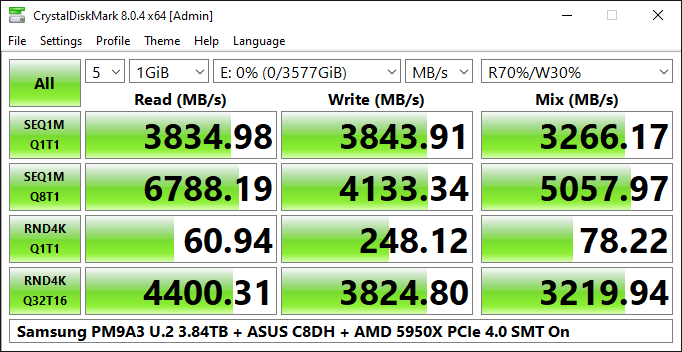 CrystalDiskMark 8.0.4 x64 [Admin]
File Settings Profile Theme Help Language
All 5 1GiB E: 0% (0/3577GiB) MB/s R70%/W30%
Read (MB/s) Write (MB/s) Mix (MB/s)
SEQ1M Q1T1 3834.98 3843.91 3266.17
SEQ1M Q8T1 6788.19 4133.34 5057.97
RND4K Q1T1 60.94 248.12 78.22
RND4K Q32T16 4400.31 3824.80 3219.94
Samsung PM9A3 U.2 3.84TB + ASUS C8DH + AMD 5950X PCIe 4.0 SMT On